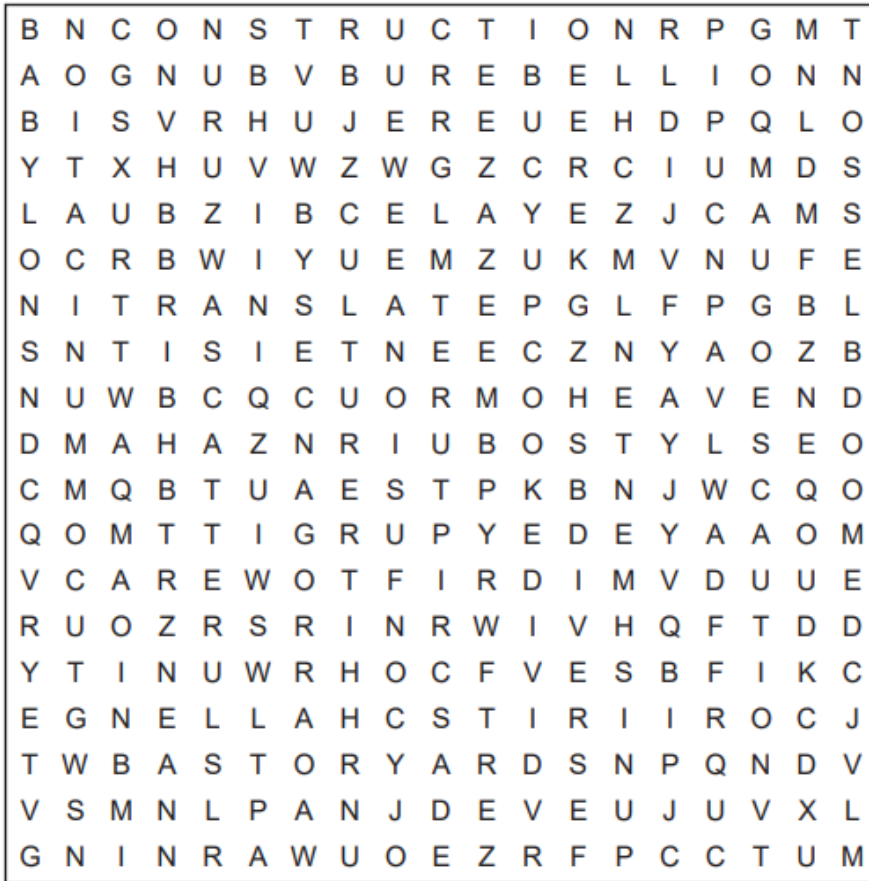 B N C O N S T R U C T I O N R P G M T
A O G N U B V B U R E B E L L I O N N
B I S V R H U J E R E U E H D P Q L O
Y T X H U V W Z W G Z C R C I U M D S
L A U B Z I B C E L A Y E Z J C A M S
O C R B W I Y U E M Z U K M V N U F E
N I T R A N S L A T E P G L F P G B L
S N T I S I E T N E E C Z N Y A O Z B
N U W B C Q C U O R M O H E A V E N D
D M A H A Z N R I U B O S T Y L S E O
C M Q B T U A E S T P K B N J W C Q O
Q O M T T I G R U P Y E D E Y A A O M
V C A R E W O T F I R D I M V D U U E
R U O Z R S R I N R W I V H Q F T D D
Y T I N U W R H O C F V E S B F I K C
E G N E L L A H C S T I R I I R O C J
T W B A S T O R Y A R D S N P Q N D V
V S M N L P A N J D E V E U J U V X L
G N I N R A W U O E Z R F P C C T U M